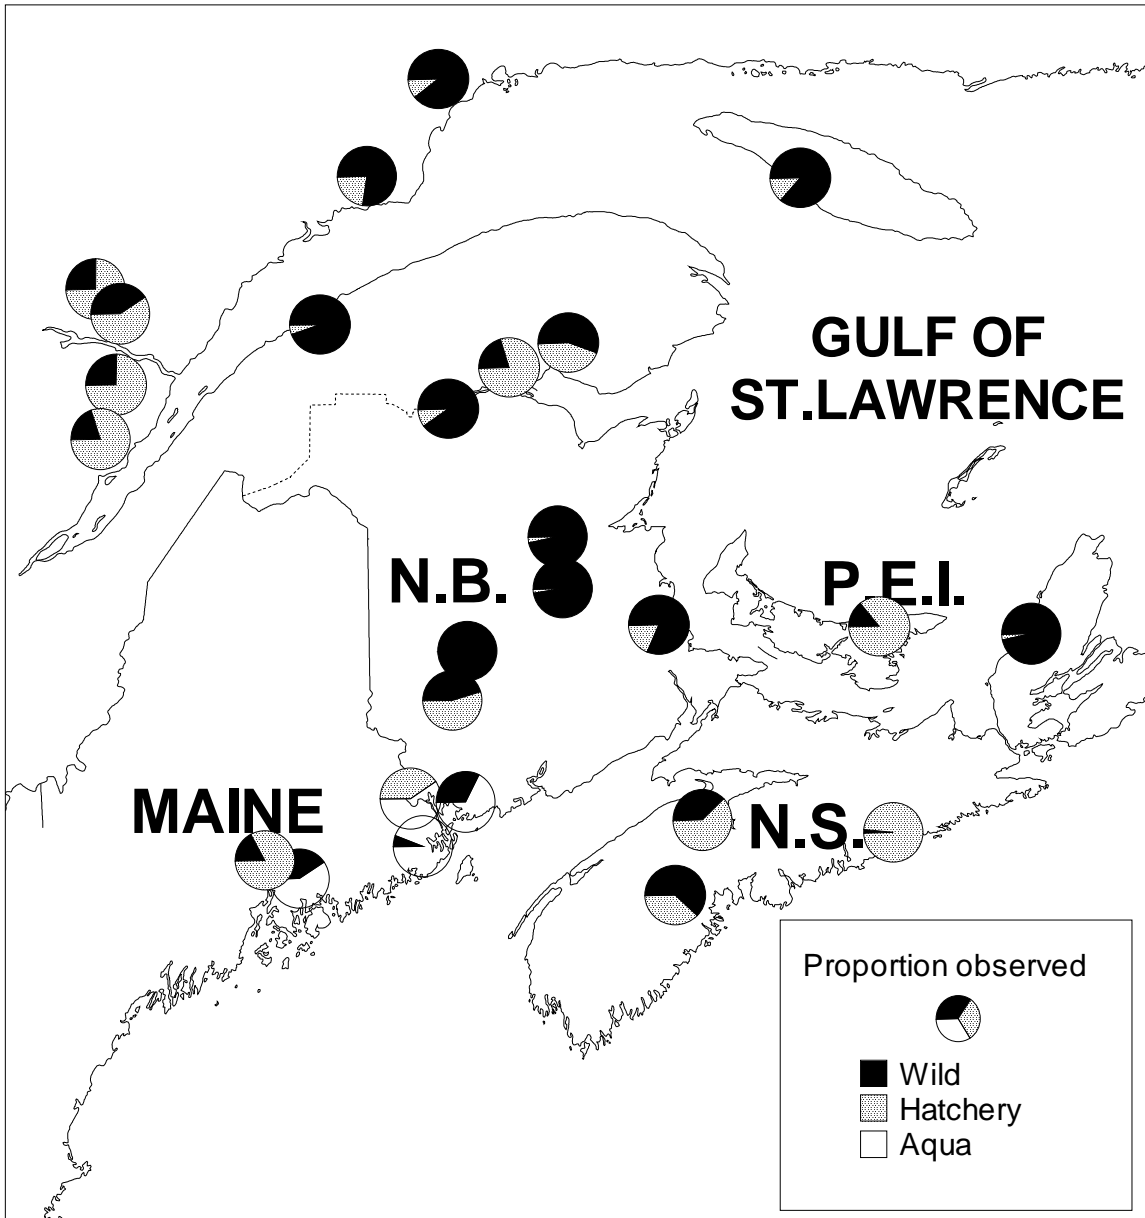 GULF OF
ST.LAWRENCE
N.B.
P.E.I.
MAINE
N.S.
Proportion observed
Wild
Hatchery
Aqua